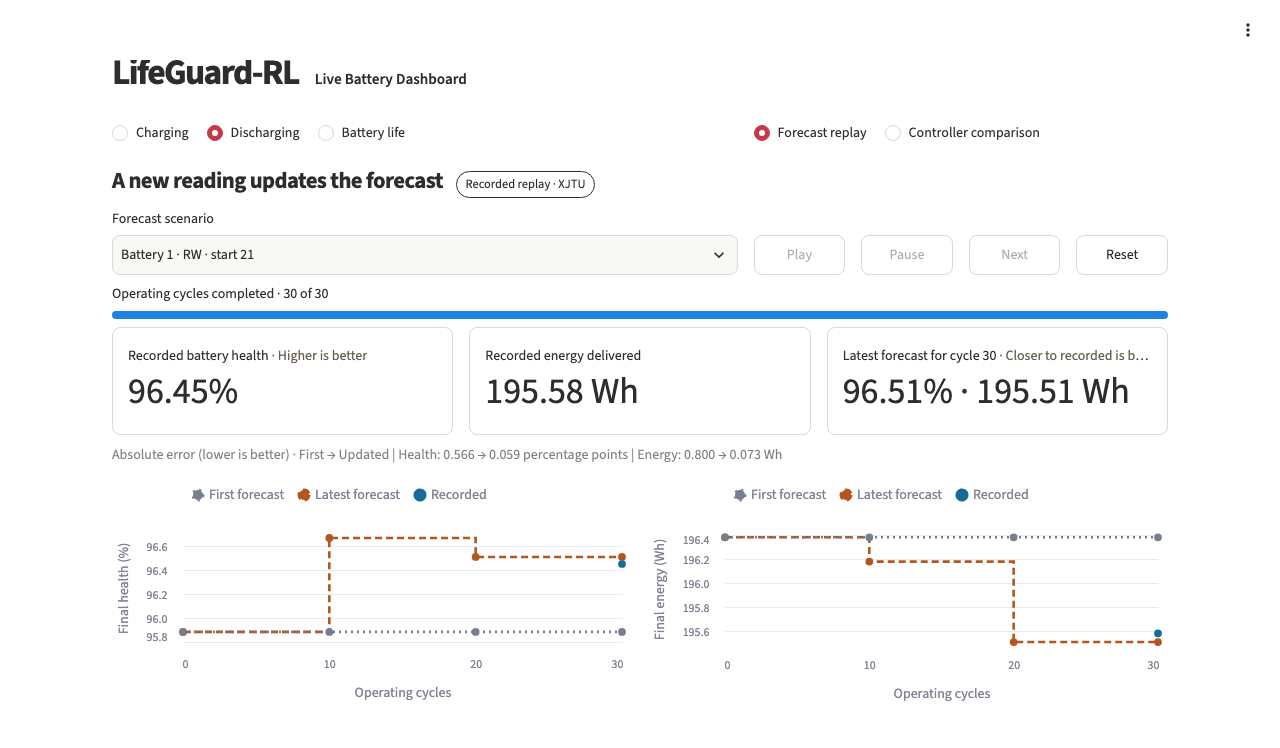 LifeGuard-RL Live Battery Dashboard
Charging Discharging Battery life Forecast replay Controller comparison
A new reading updates the forecast Recorded replay · XJTU
Forecast scenario
Battery 1 · RW · start 21 Play Pause Next Reset
Operating cycles completed · 30 of 30
Recorded battery health · Higher is better
96.45%
Recorded energy delivered
195.58 Wh
Latest forecast for cycle 30 · Closer to recorded is b…
96.51% · 195.51 Wh
Absolute error (lower is better) · First → Updated | Health: 0.566 → 0.059 percentage points | Energy: 0.800 → 0.073 Wh
First forecast Latest forecast Recorded
Final health (%)
96.6
96.4
96.2
96.0
95.8
0 10 20 30
Operating cycles
First forecast Latest forecast Recorded
Final energy (Wh)
196.4
196.2
196.0
195.8
195.6
0 10 20 30
Operating cycles